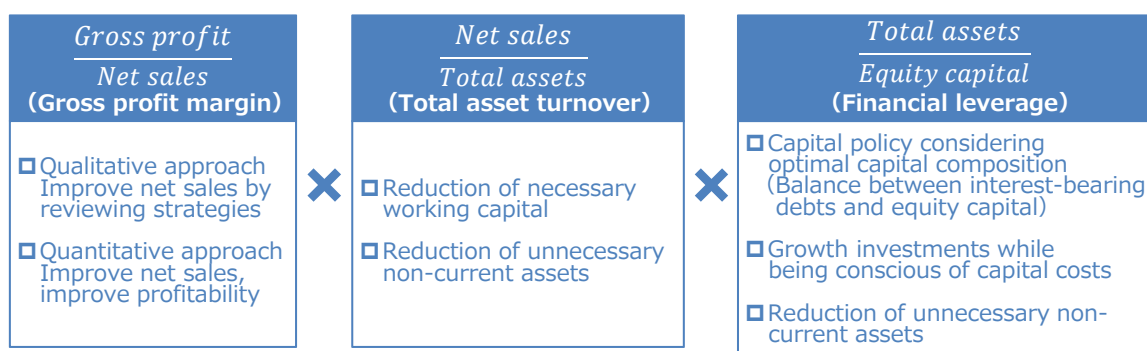 Gross profit
Net sales
(Gross profit margin)
□Qualitative approach
Improve net sales by
reviewing strategies
□Quantitative approach
Improve net sales,
improve profitability
×
Net sales
Total assets
(Total asset turnover)
□Reduction of necessary
working capital
□Reduction of unnecessary
non-current assets
×
Total assets
Equity capital
(Financial leverage)
□Capital policy considering
optimal capital composition
(Balance between interest-bearing
debts and equity capital)
□Growth investments while
being conscious of capital costs
□Reduction of unnecessary non-
current assets